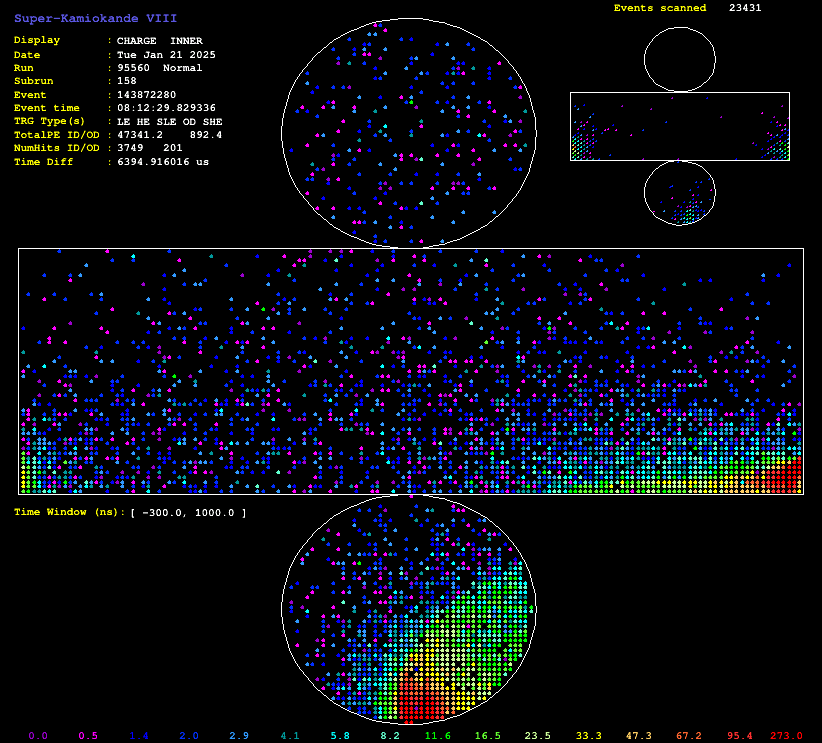 Super-Kamiokande VIII
Events scanned 23431
Display : CHARGE INNER
Date : Tue Jan 21 2025
Run : 95560 Normal
Subrun : 158
Event : 143872280
Event time : 08:12:29.829336
TRG Type(s) : LE HE SLE OD SHE
TotalPE ID/OD : 47341.2 892.4
NumHits ID/OD : 3749 201
Time Diff : 6394.916016 us
Time Window (ns): [ -300.0, 1000.0 ]
0.0 0.5 1.4 2.0 2.9 4.1 5.8 8.2 11.6 16.5 23.5 33.3 47.3 67.2 95.4 273.0